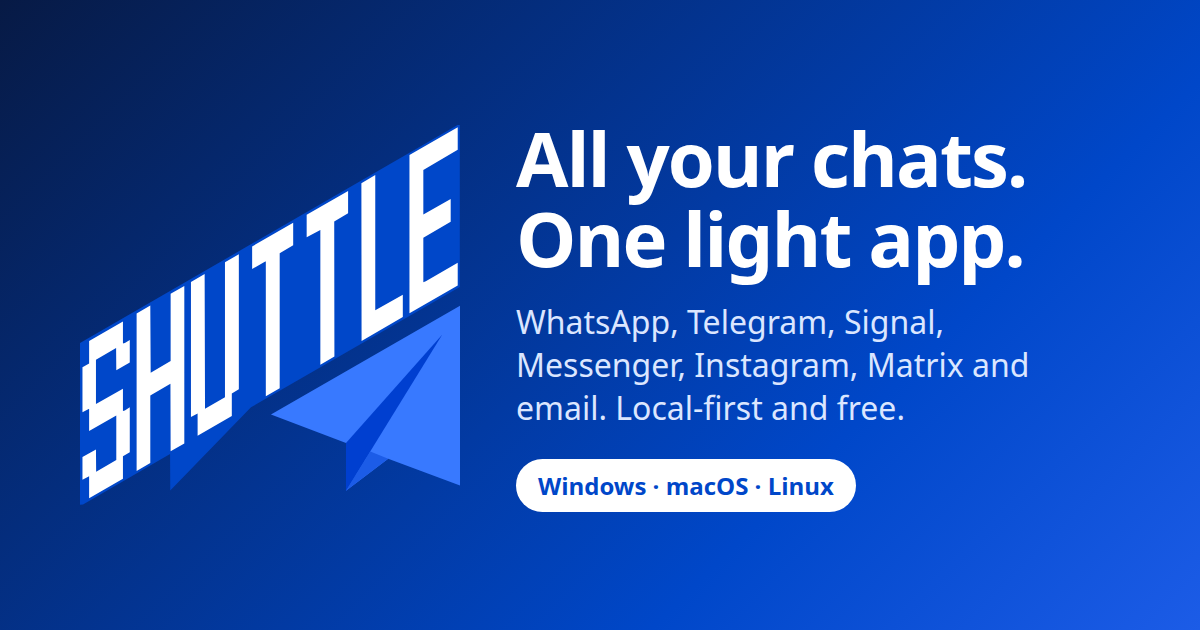 SHUTTLE
All your chats.
One light app.
WhatsApp, Telegram, Signal,
Messenger, Instagram, Matrix and
email. Local-first and free.
Windows · macOS · Linux